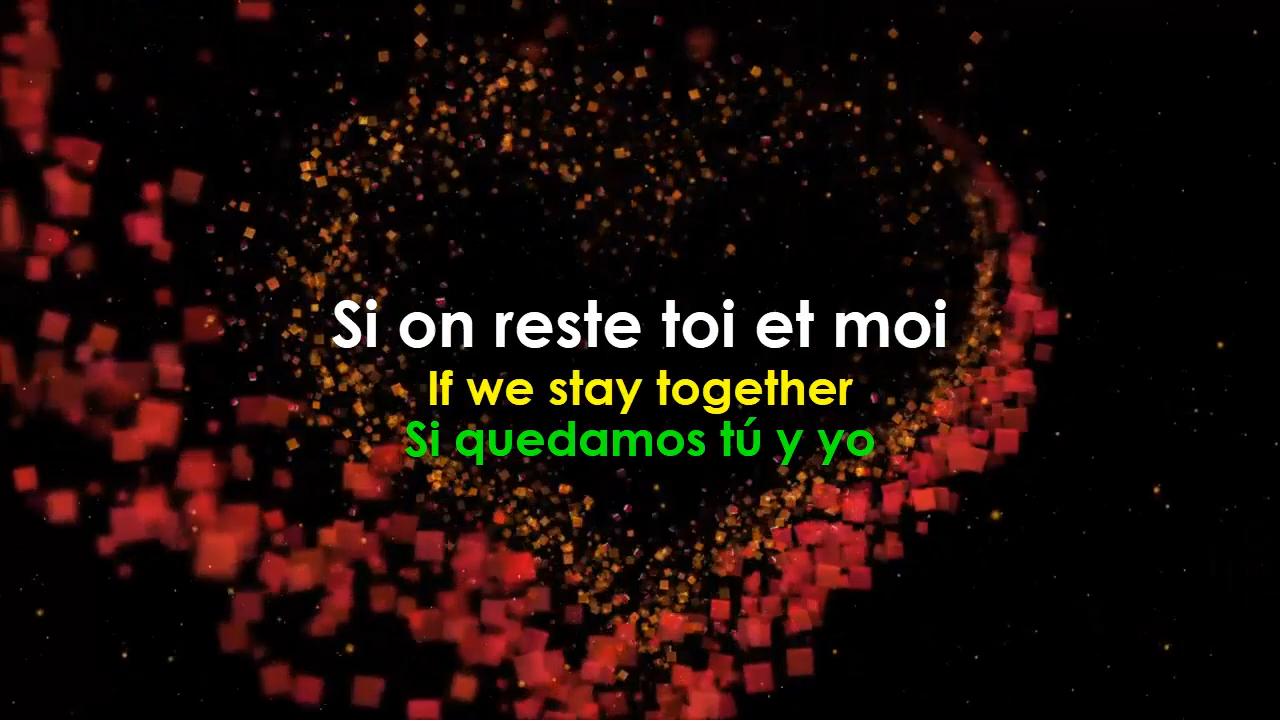 Si on reste toi et moi
If we stay together
Si quedamos tú y yo